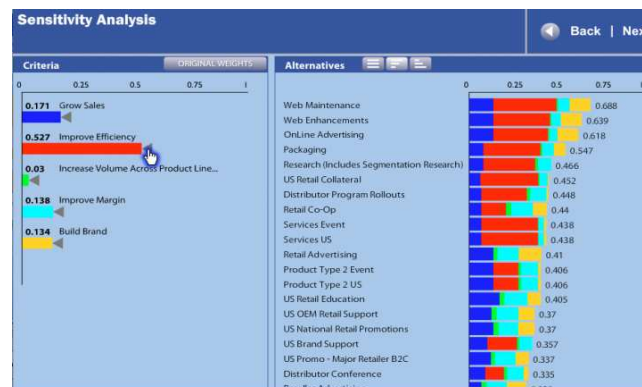 Sensitivity Analysis
Back | Nex
Criteria
ORIGINAL WEIGHTS
0 0.25 0.5 0.75 1
0.171 Grow Sales
0.527 Improve Efficiency
0.03 Increase Volume Across Product Line...
0.138 Improve Margin
0.134 Build Brand
Alternatives
0 0.25 0.5 0.75
Web Maintenance 0.688
Web Enhancements 0.639
OnLine Advertising 0.618
Packaging 0.547
Research (Includes Segmentation Research) 0.466
US Retail Collateral 0.452
Distributor Program Rollouts 0.448
Retail Co-Op 0.44
Services Event 0.438
Services US 0.438
Retail Advertising 0.41
Product Type 2 Event 0.406
Product Type 2 US 0.406
US Retail Education 0.405
US OEM Retail Support 0.37
US National Retail Promotions 0.37
US Brand Support 0.357
US Promo - Major Retailer B2C 0.337
Distributor Conference 0.335